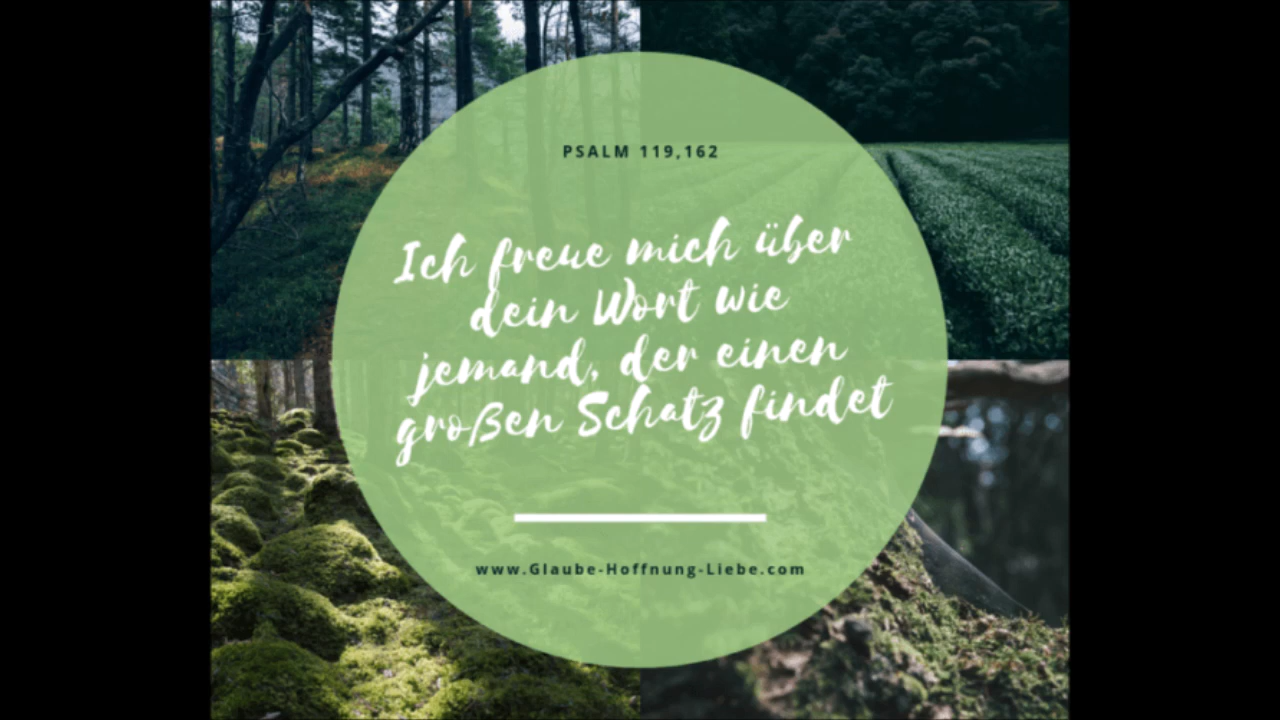 PSALM 119,162
Ich freue mich über
dein Wort wie
jemand, der einen
großen Schatz findet
www.Glaube-Hoffnung-Liebe.com